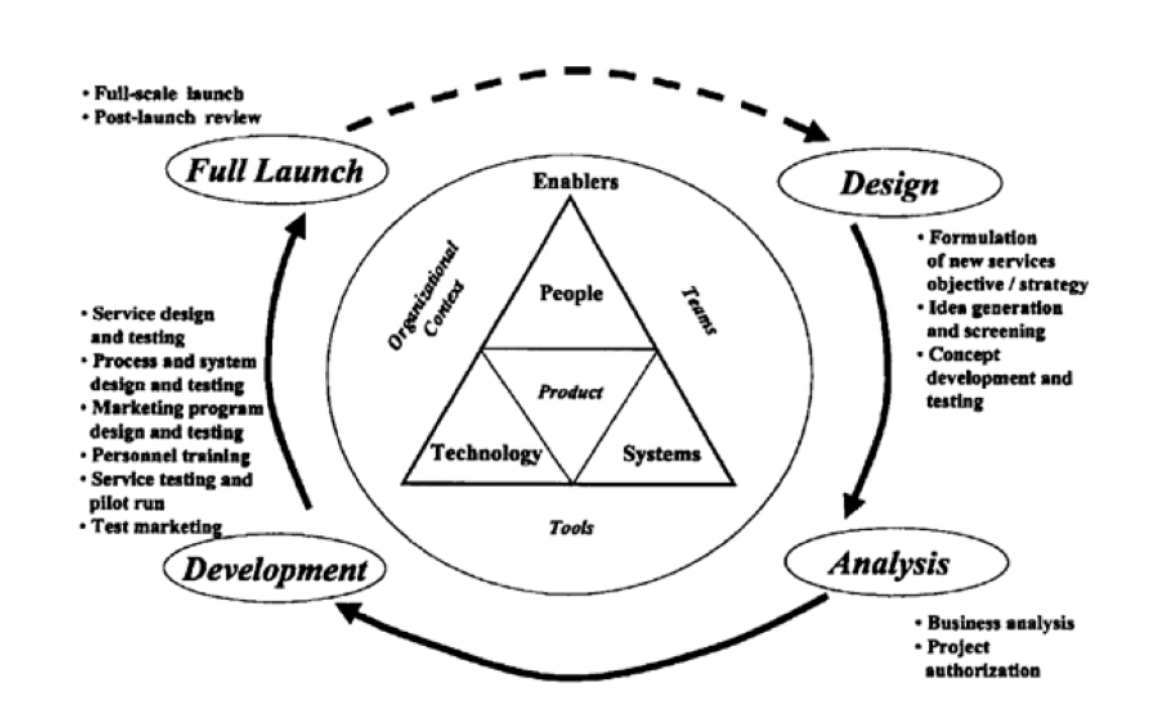 • Full-scale launch
• Post-launch review
Full Launch
Design
• Formulation
of new services
objective / strategy
• Idea generation
and screening
• Concept
development and
testing
Analysis
• Business analysis
• Project
authorization
• Service design
and testing
• Process and system
design and testing
• Marketing program
design and testing
• Personnel training
• Service testing and
pilot run
• Test marketing
Development
Enablers
Organizational
Context
Teams
People
Product
Technology
Systems
Tools